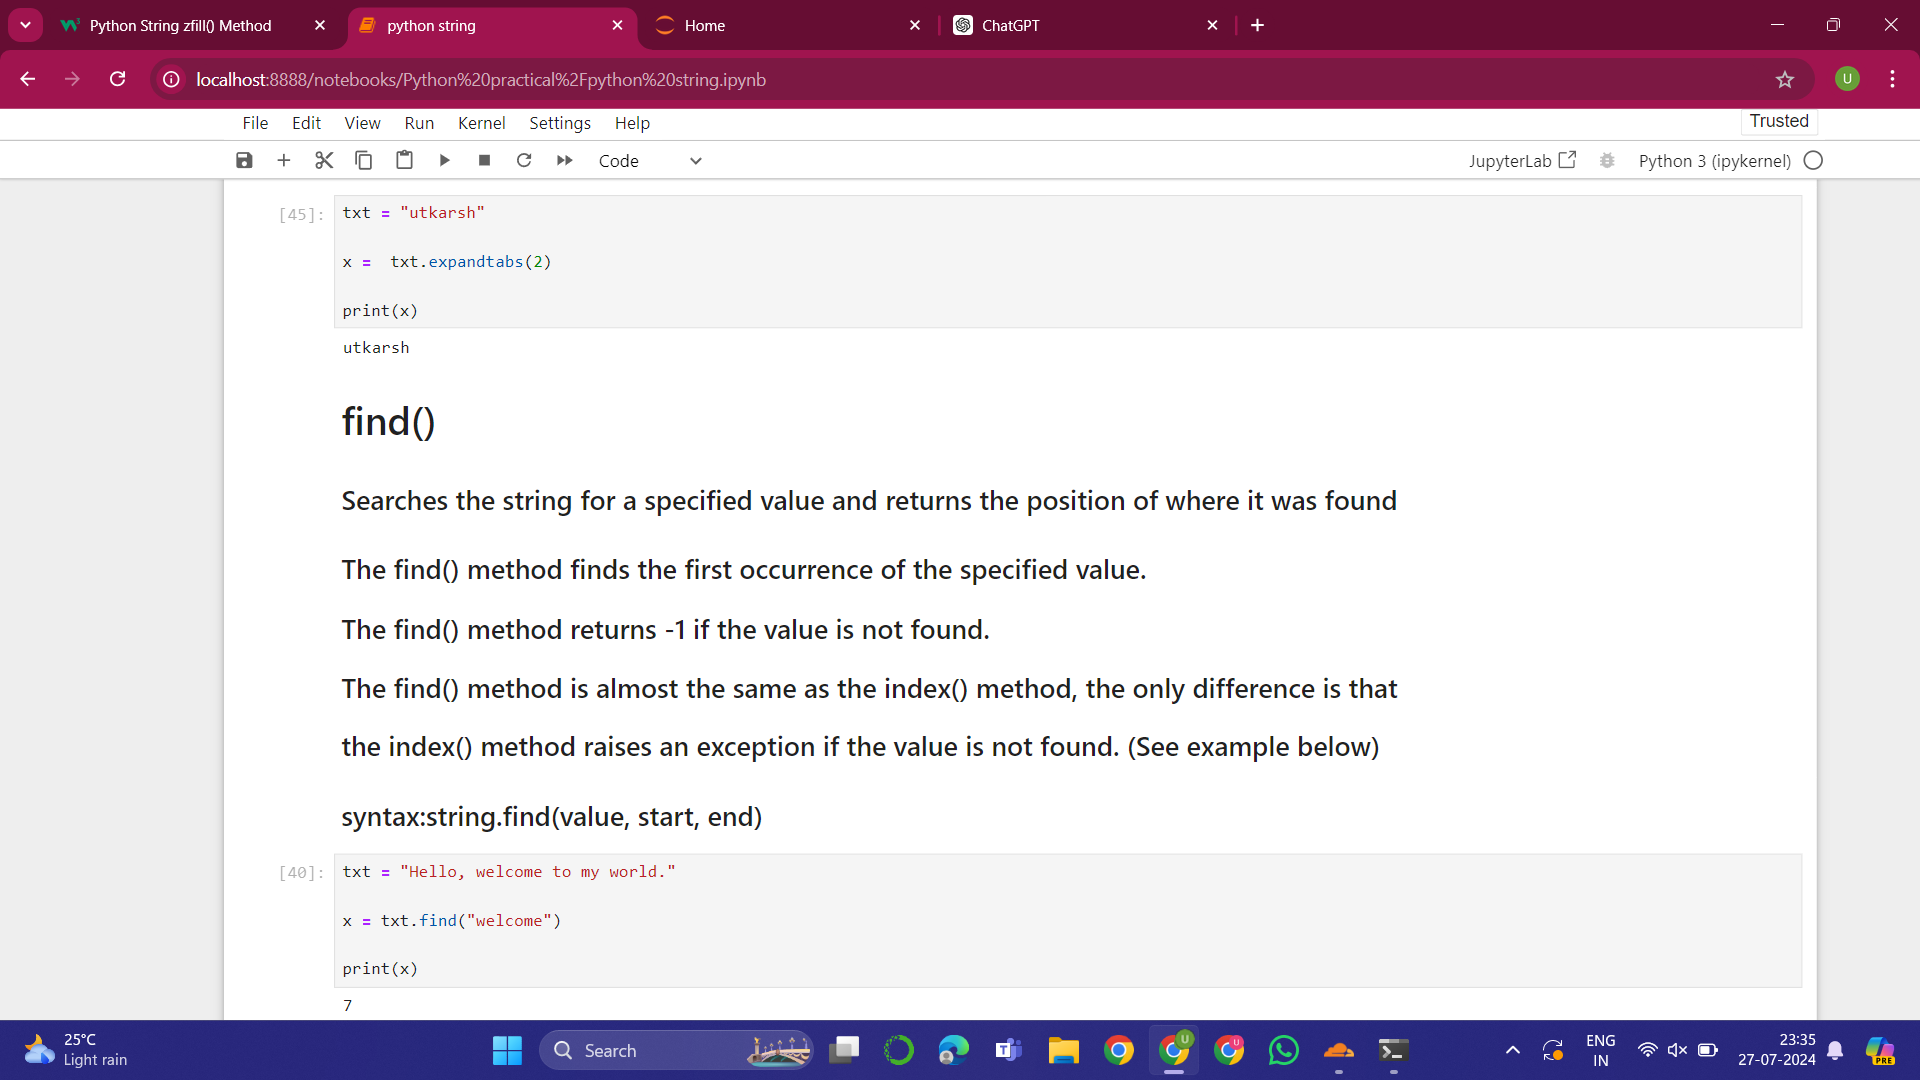 Python String zfill() Method
python string
Home
ChatGPT
localhost:8888/notebooks/Python%20practical%2Fpython%20string.ipynb
U
File Edit View Run Kernel Settings Help
Trusted
Code
JupyterLab
Python 3 (ipykernel)
[45]:
txt = "utkarsh"
x =  txt.expandtabs(2)
print(x)
utkarsh
find()
Searches the string for a specified value and returns the position of where it was found
The find() method finds the first occurrence of the specified value.
The find() method returns -1 if the value is not found.
The find() method is almost the same as the index() method, the only difference is that
the index() method raises an exception if the value is not found. (See example below)
syntax:string.find(value, start, end)
[40]:
txt = "Hello, welcome to my world."
x = txt.find("welcome")
print(x)
7
25°C
Light rain
Search
U
U
ENG
IN
23:35
27-07-2024
PRE